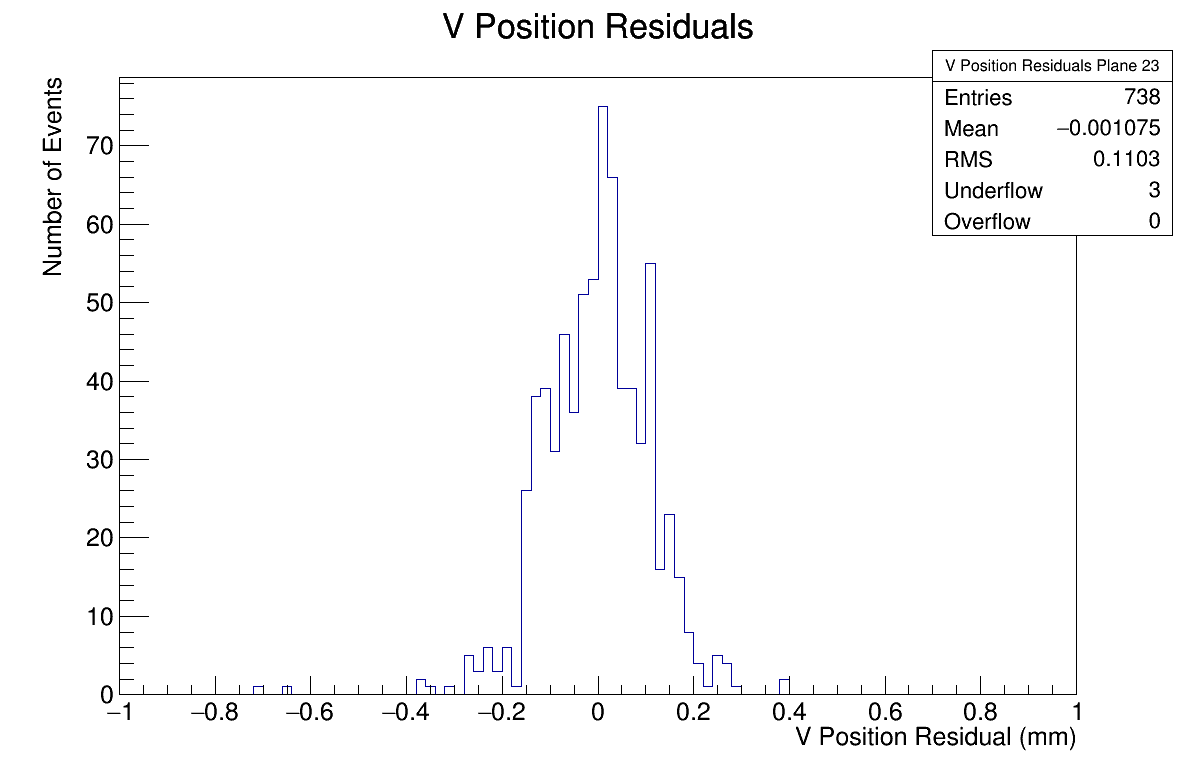 V Position Residuals
V Position Residuals Plane 23
Entries 738
Mean −0.001075
RMS 0.1103
Underflow 3
Overflow 0
Number of Events
70
60
50
40
30
20
10
0
−1 −0.8 −0.6 −0.4 −0.2 0 0.2 0.4 0.6 0.8 1
V Position Residual (mm)